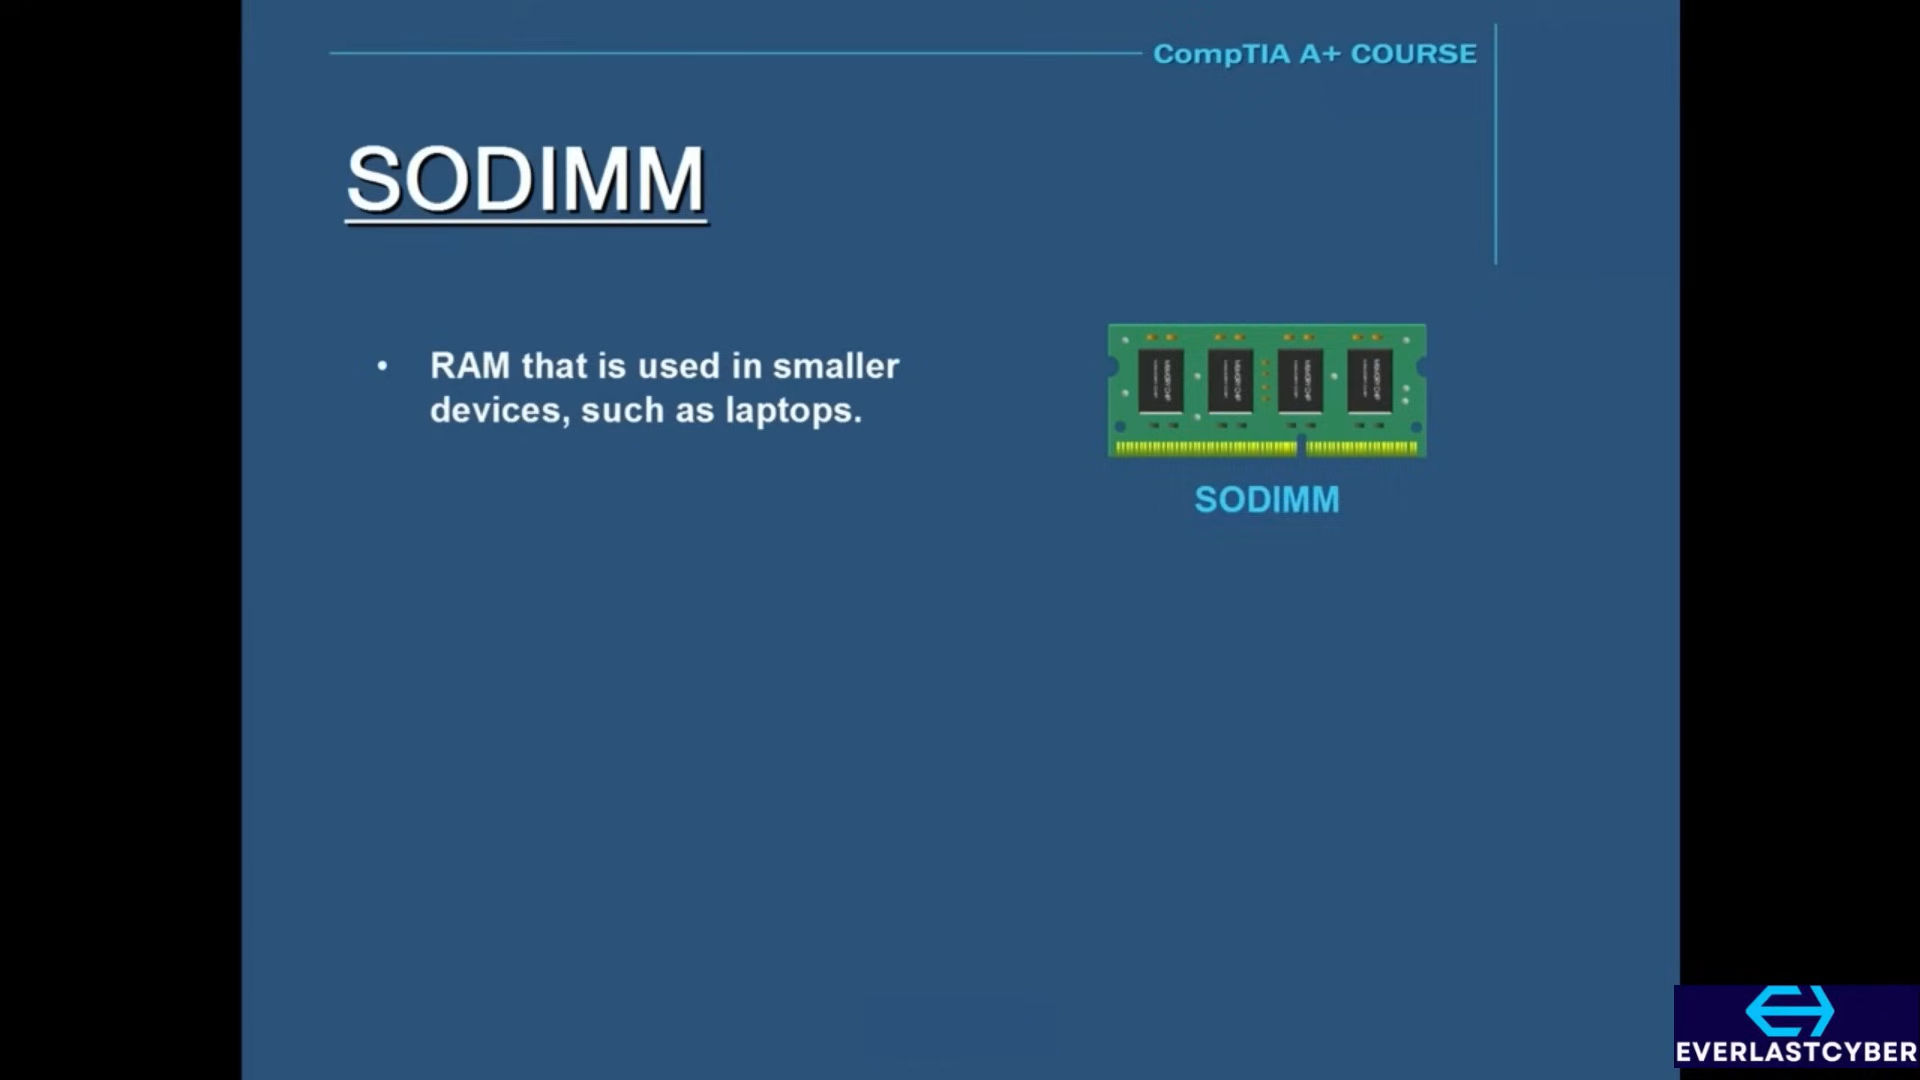 CompTIA A+ COURSE
SODIMM
• RAM that is used in smaller
devices, such as laptops.
SODIMM
EVERLASTCYBER